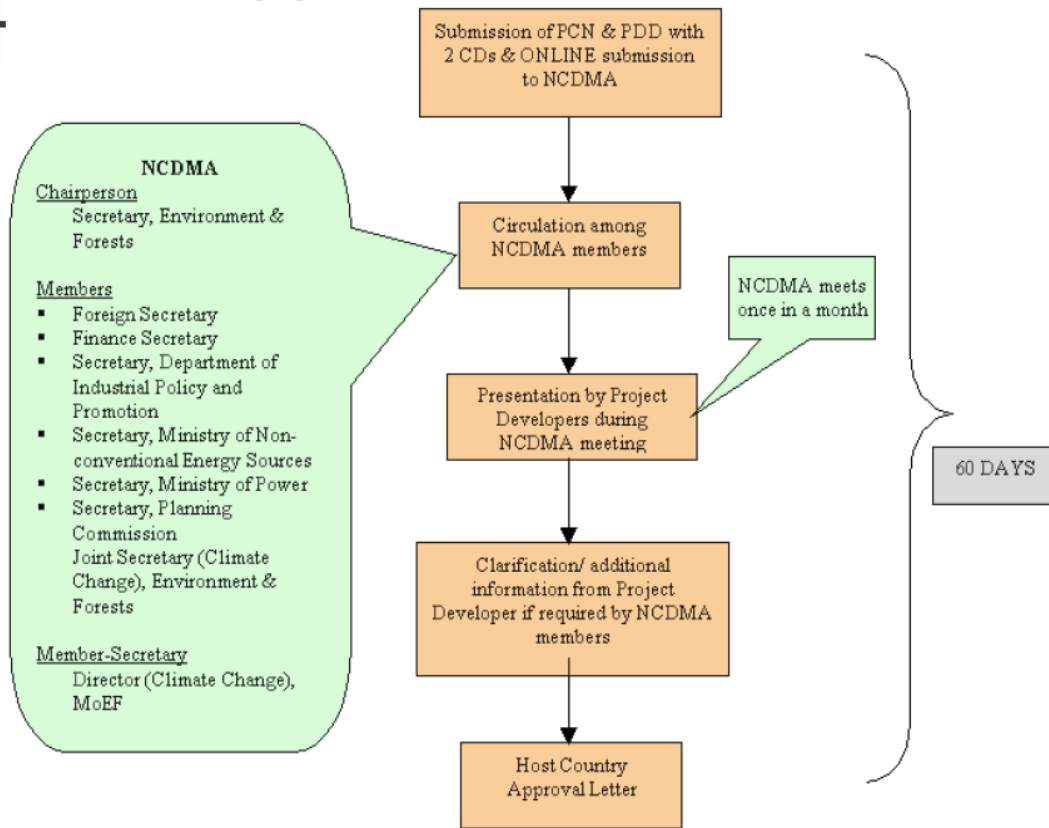 Submission of PCN & PDD with
2 CDs & ONLINE submission
to NCDMA
NCDMA
Chairperson
Secretary, Environment &
Forests
Members
▪ Foreign Secretary
▪ Finance Secretary
▪ Secretary, Department of
Industrial Policy and
Promotion
▪ Secretary, Ministry of Non-
conventional Energy Sources
▪ Secretary, Ministry of Power
▪ Secretary, Planning
Commission
Joint Secretary (Climate
Change), Environment &
Forests
Member-Secretary
Director (Climate Change),
MoEF
Circulation among
NCDMA members
NCDMA meets
once in a month
Presentation by Project
Developers during
NCDMA meeting
Clarification/ additional
information from Project
Developer if required by NCDMA
members
Host Country
Approval Letter
60 DAYS